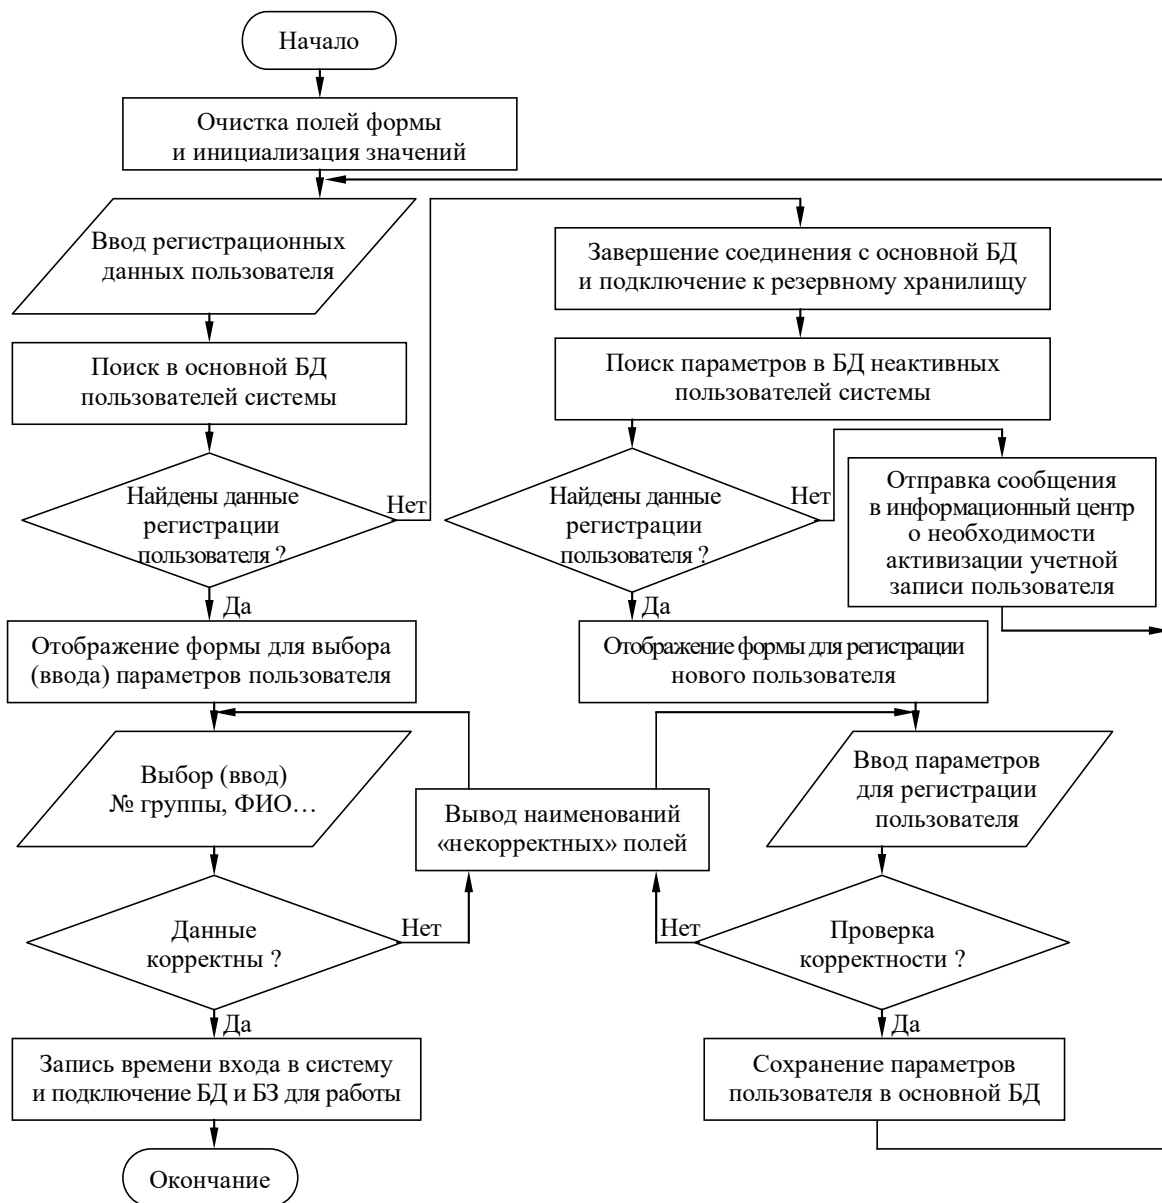 Начало
Очистка полей формы
и инициализация значений
Ввод регистрационных
данных пользователя
Поиск в основной БД
пользователей системы
Найдены данные
регистрации
пользователя ?
Нет
Да
Завершение соединения с основной БД
и подключение к резервному хранилищу
Поиск параметров в БД неактивных
пользователей системы
Найдены данные
регистрации
пользователя ?
Нет
Да
Отправка сообщения
в информационный центр
о необходимости
активизации учетной
записи пользователя
Отображение формы для выбора
(ввода) параметров пользователя
Отображение формы для регистрации
нового пользователя
Выбор (ввод)
№ группы, ФИО…
Вывод наименований
«некорректных» полей
Ввод параметров
для регистрации
пользователя
Данные
корректны ?
Нет
Да
Нет
Проверка
корректности ?
Да
Запись времени входа в систему
и подключение БД и БЗ для работы
Сохранение параметров
пользователя в основной БД
Окончание